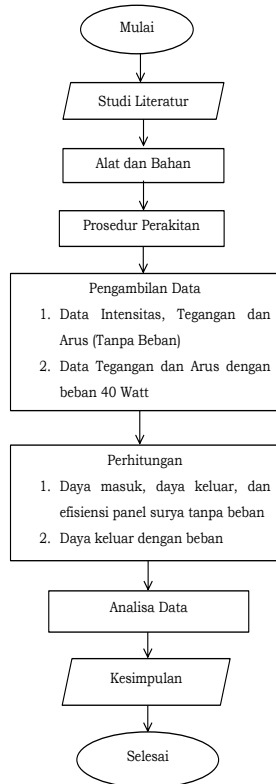 Mulai
Studi Literatur
Alat dan Bahan
Prosedur Perakitan
Pengambilan Data
1. Data Intensitas, Tegangan dan
Arus (Tanpa Beban)
2. Data Tegangan dan Arus dengan
beban 40 Watt
Perhitungan
1. Daya masuk, daya keluar, dan
efisiensi panel surya tanpa beban
2. Daya keluar dengan beban
Analisa Data
Kesimpulan
Selesai